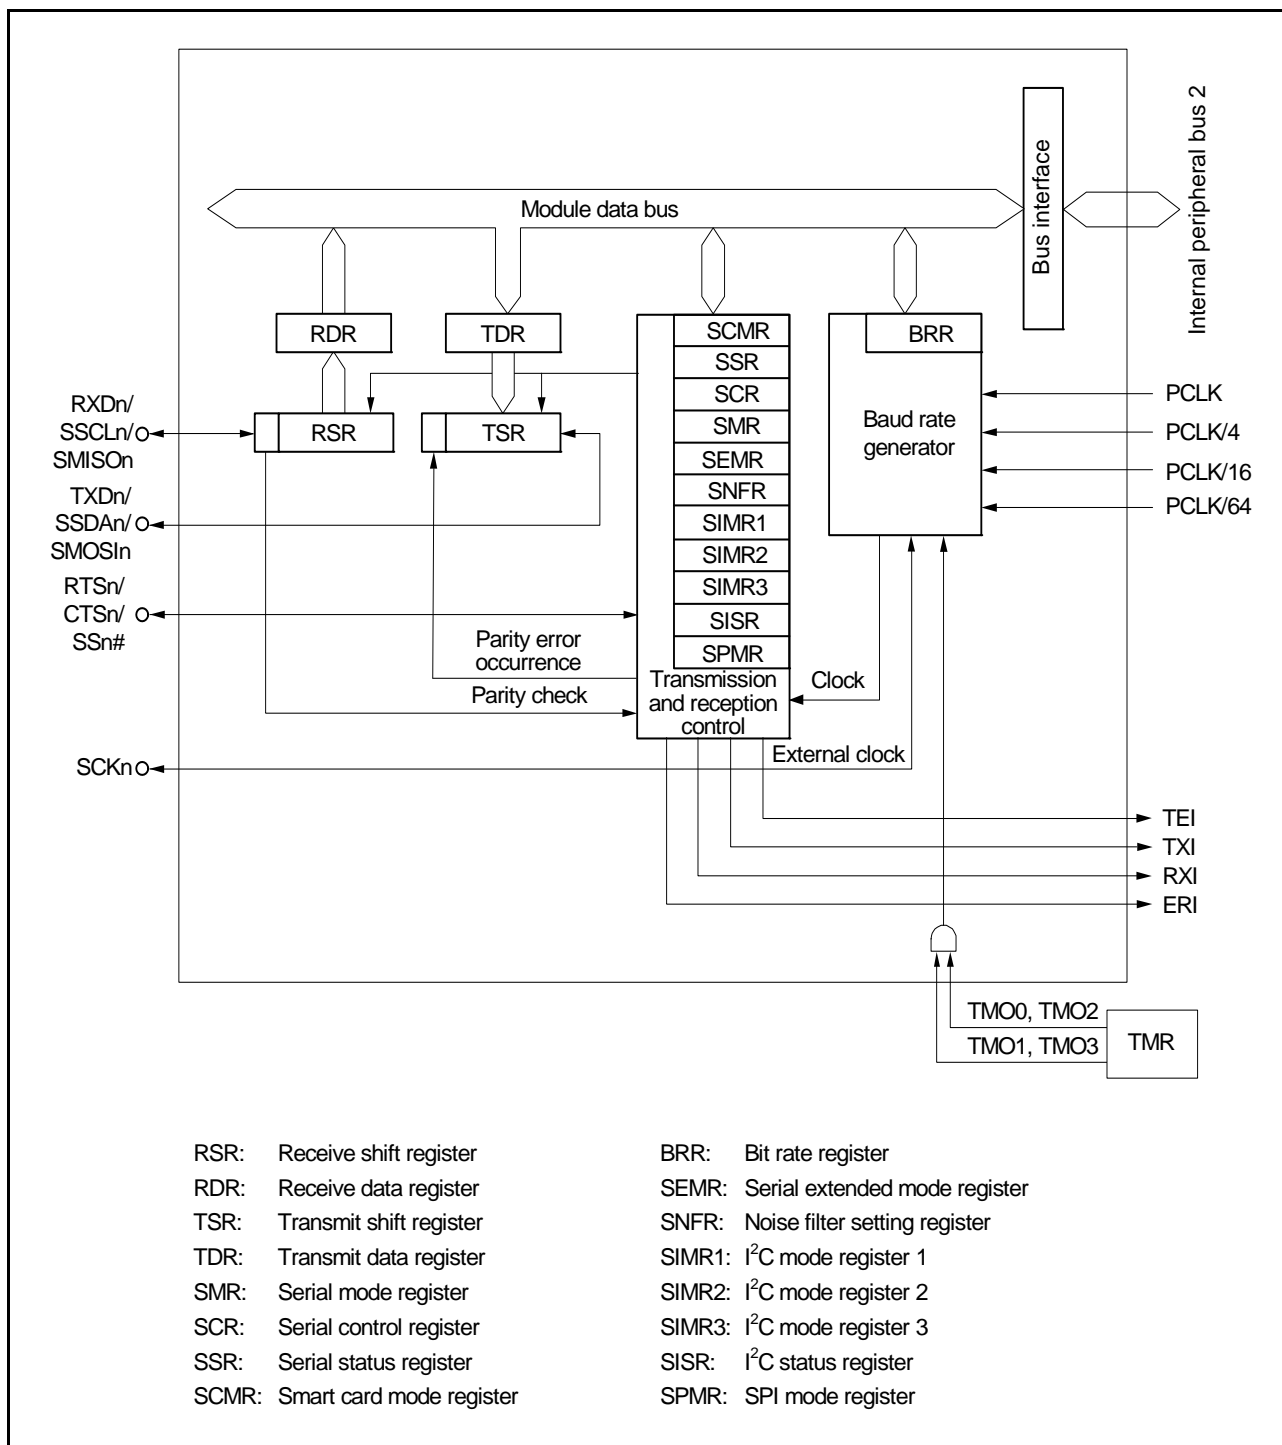 Internal peripheral bus 2
Bus interface
Module data bus
RDR
TDR
SCMR
BRR
SSR
SCR
SMR
SEMR
SNFR
SIMR1
SIMR2
SIMR3
SISR
SPMR
Transmission
and reception
control
Baud rate
generator
PCLK
PCLK/4
PCLK/16
PCLK/64
RXDn/
SSCLn/
SMISOn
RSR
TSR
TXDn/
SSDAn/
SMOSIn
RTSn/
CTSn/
SSn#
Parity error
occurrence
Parity check
Clock
SCKn
External clock
TEI
TXI
RXI
ERI
TMO0, TMO2
TMO1, TMO3
TMR
RSR: Receive shift register
RDR: Receive data register
TSR: Transmit shift register
TDR: Transmit data register
SMR: Serial mode register
SCR: Serial control register
SSR: Serial status register
SCMR: Smart card mode register
BRR: Bit rate register
SEMR: Serial extended mode register
SNFR: Noise filter setting register
SIMR1: I²C mode register 1
SIMR2: I²C mode register 2
SIMR3: I²C mode register 3
SISR: I²C status register
SPMR: SPI mode register